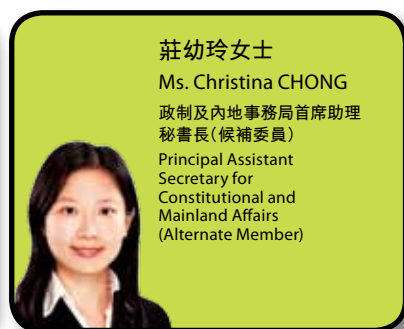 莊幼玲女士
Ms. Christina CHONG
政制及內地事務局首席助理
秘書長(候補委員)
Principal Assistant
Secretary for
Constitutional and
Mainland Affairs
(Alternate Member)